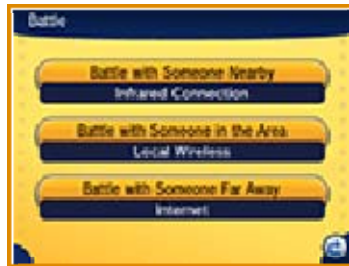 Battle
Battle with Someone Nearby
Infrared Connection
Battle with Someone in the Area
Local Wireless
Battle with Someone Far Away
Internet